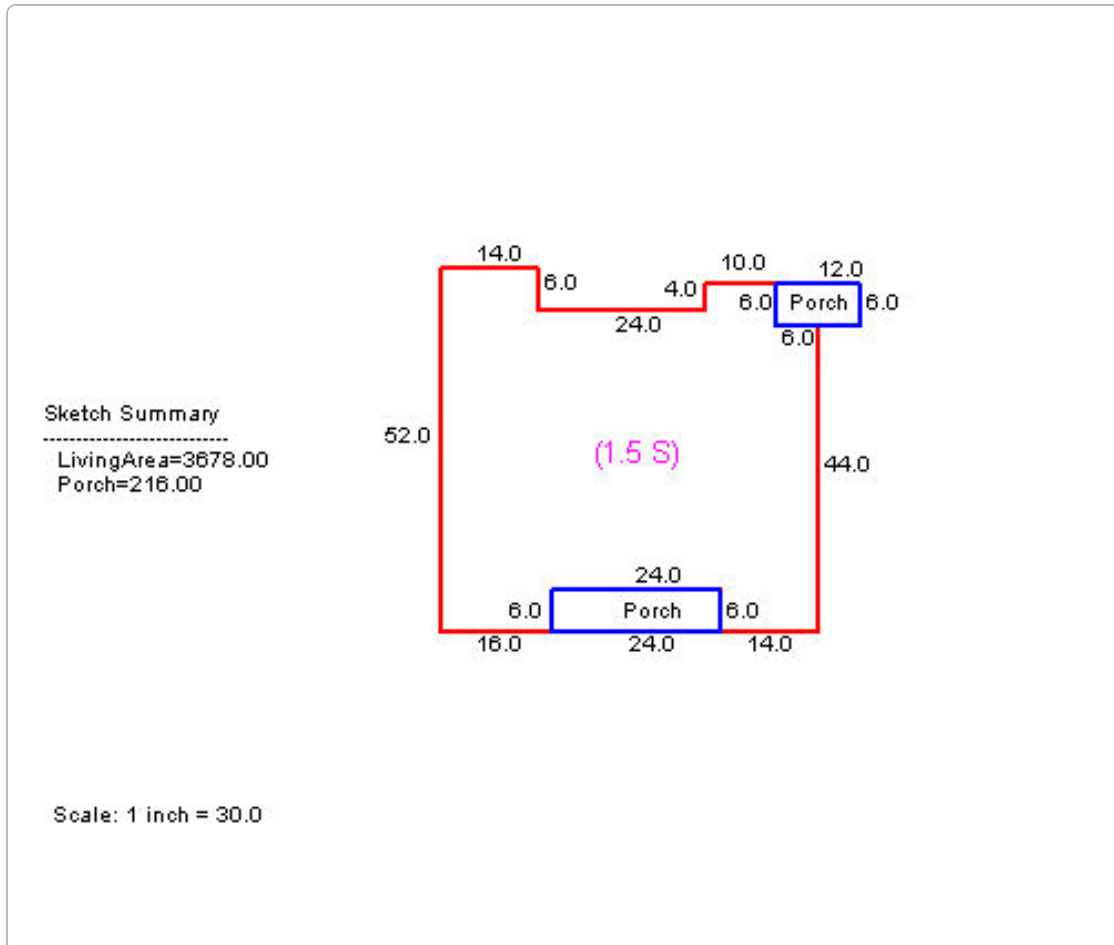 14.0
10.0
12.0
6.0
4.0
6.0
Porch
6.0
24.0
6.0
Sketch Summary
---------------------------
LivingArea=3678.00
Porch=216.00
52.0
(1.5 S)
44.0
24.0
6.0
Porch
6.0
16.0
24.0
14.0
Scale: 1 inch = 30.0